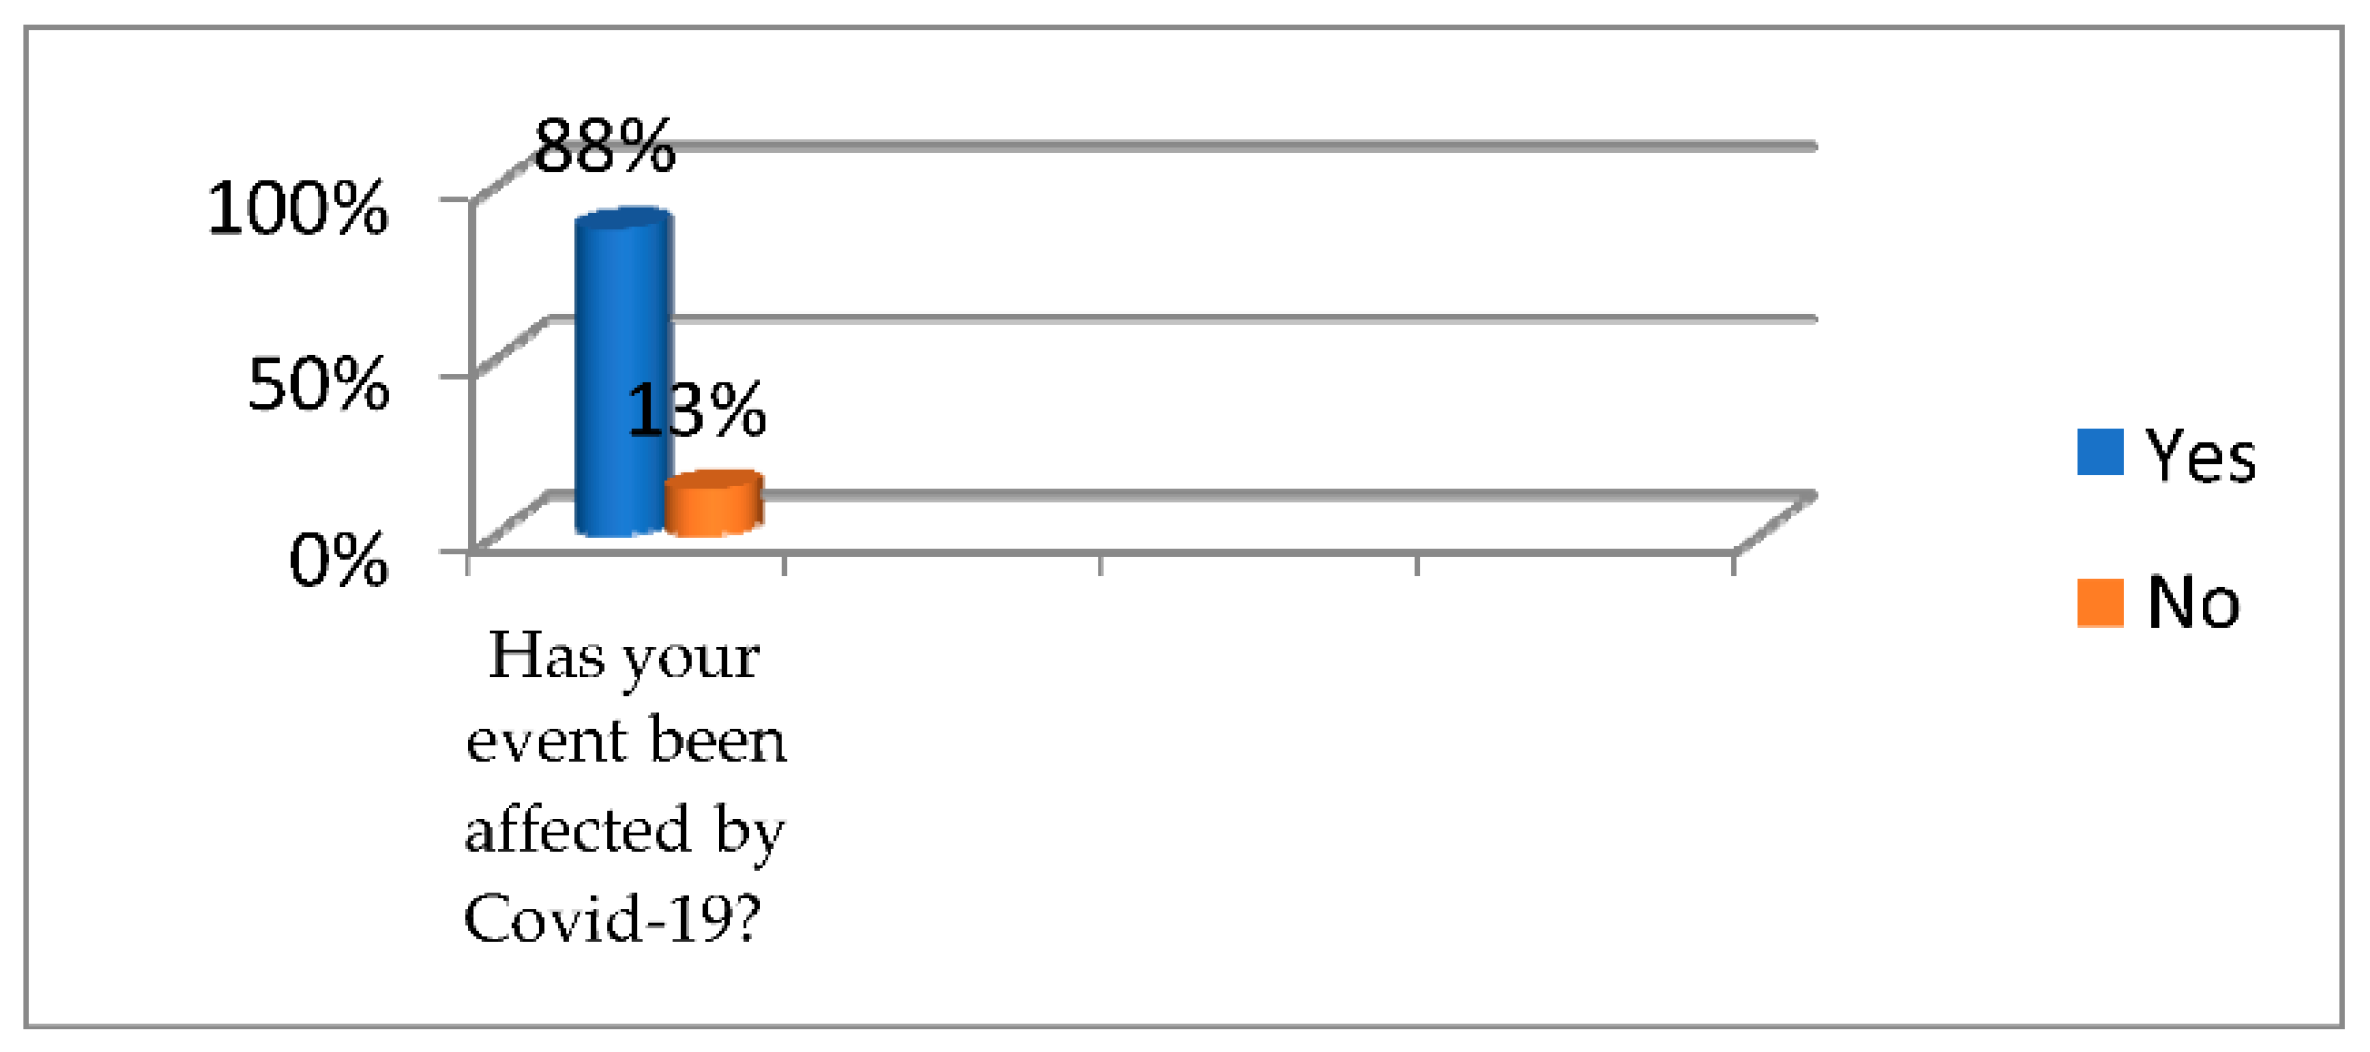 88%
100%
50%
13%
0%
Yes
No
Has your
event been
affected by
Covid-19?